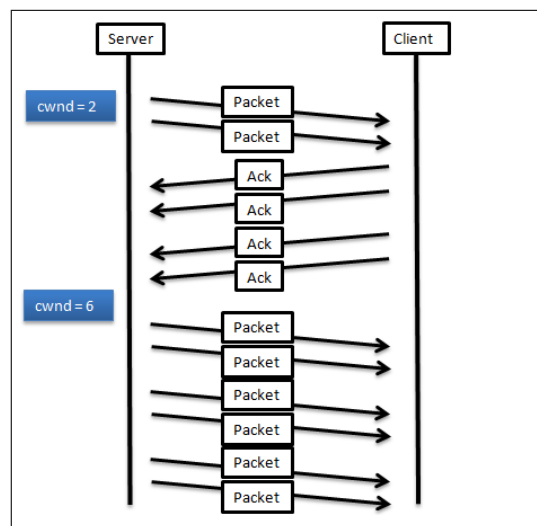 Server
Client
cwnd = 2
Packet
Packet
Ack
Ack
Ack
Ack
cwnd = 6
Packet
Packet
Packet
Packet
Packet
Packet